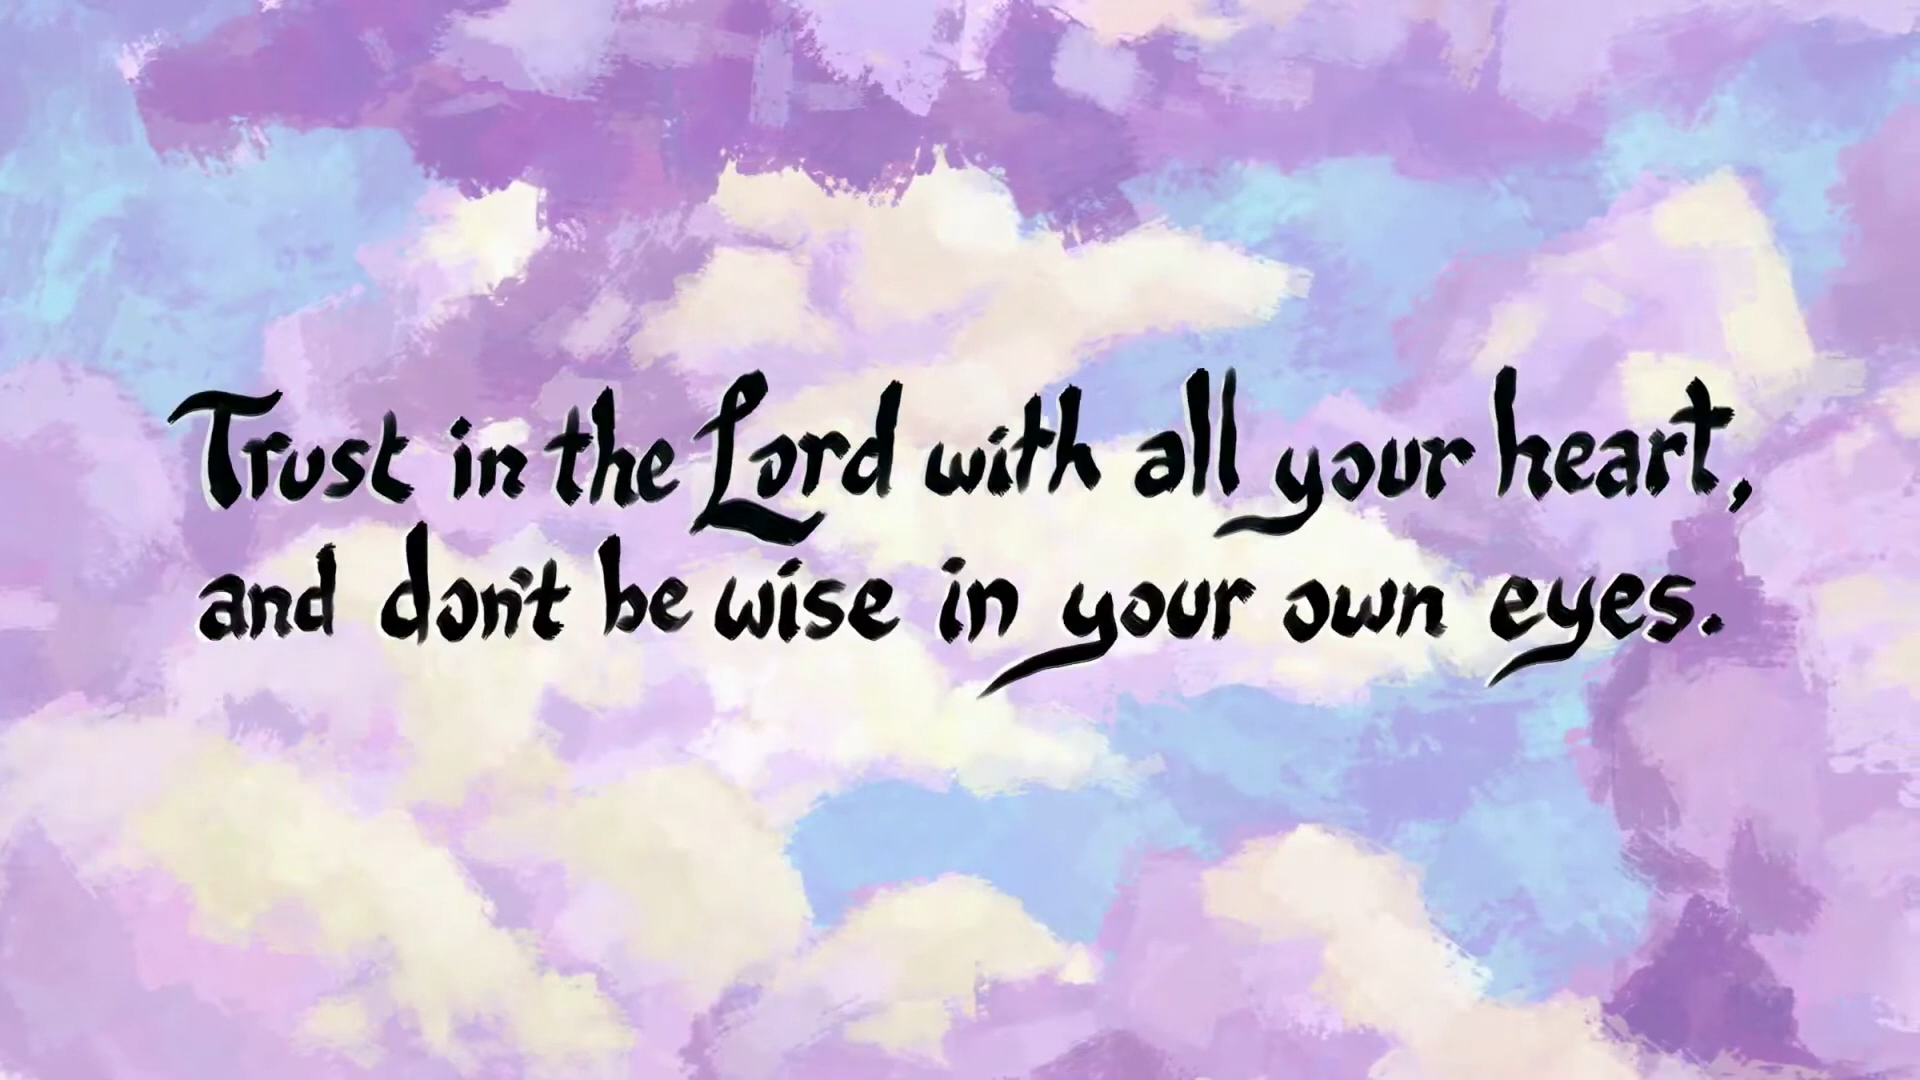 Trust in the Lord with all your heart,
and don't be wise in your own eyes.